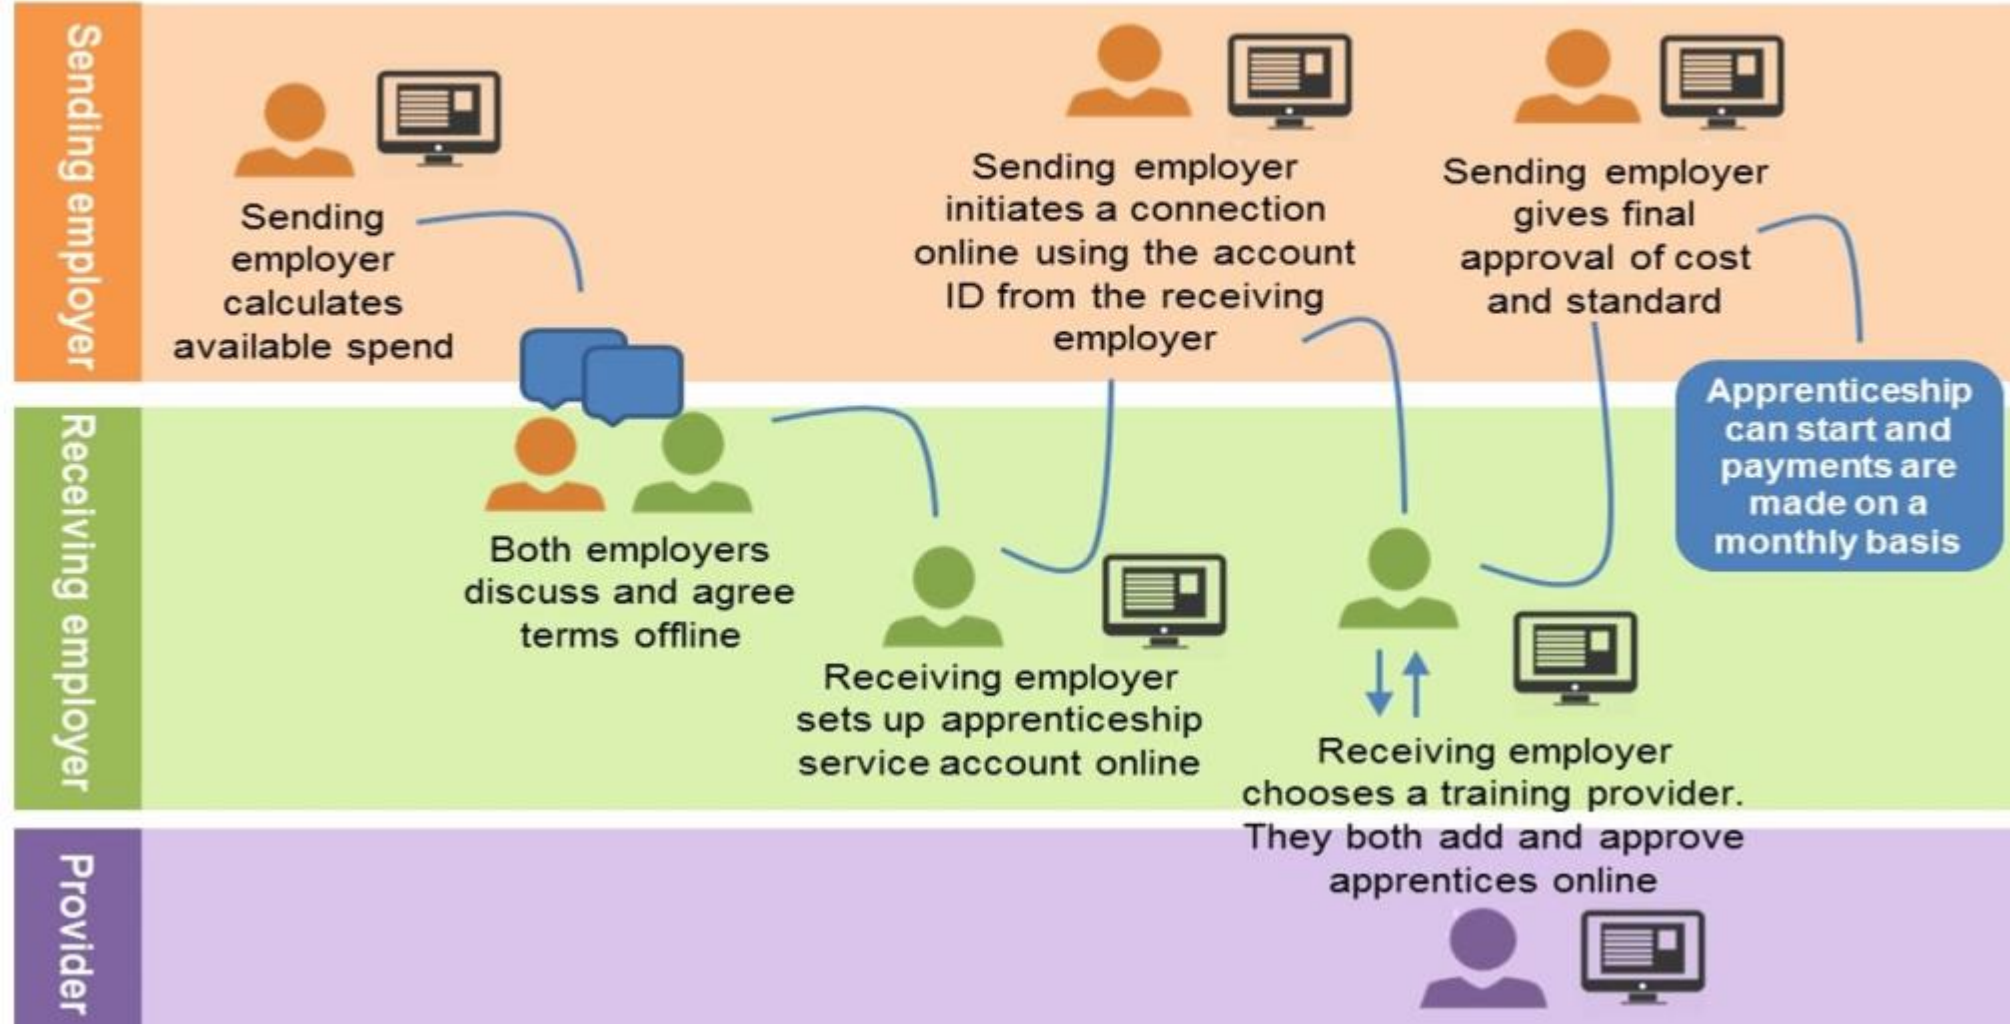 Sending employer
Sending
employer
calculates
available spend
Both employers
discuss and agree
terms offline
Receiving employer
sets up apprenticeship
service account online
Sending employer
initiates a connection
online using the account
ID from the receiving
employer
Receiving employer
chooses a training provider.
They both add and approve
apprentices online
Sending employer
gives final
approval of cost
and standard
Apprenticeship
can start and
payments are
made on a
monthly basis
Receiving employer
Provider